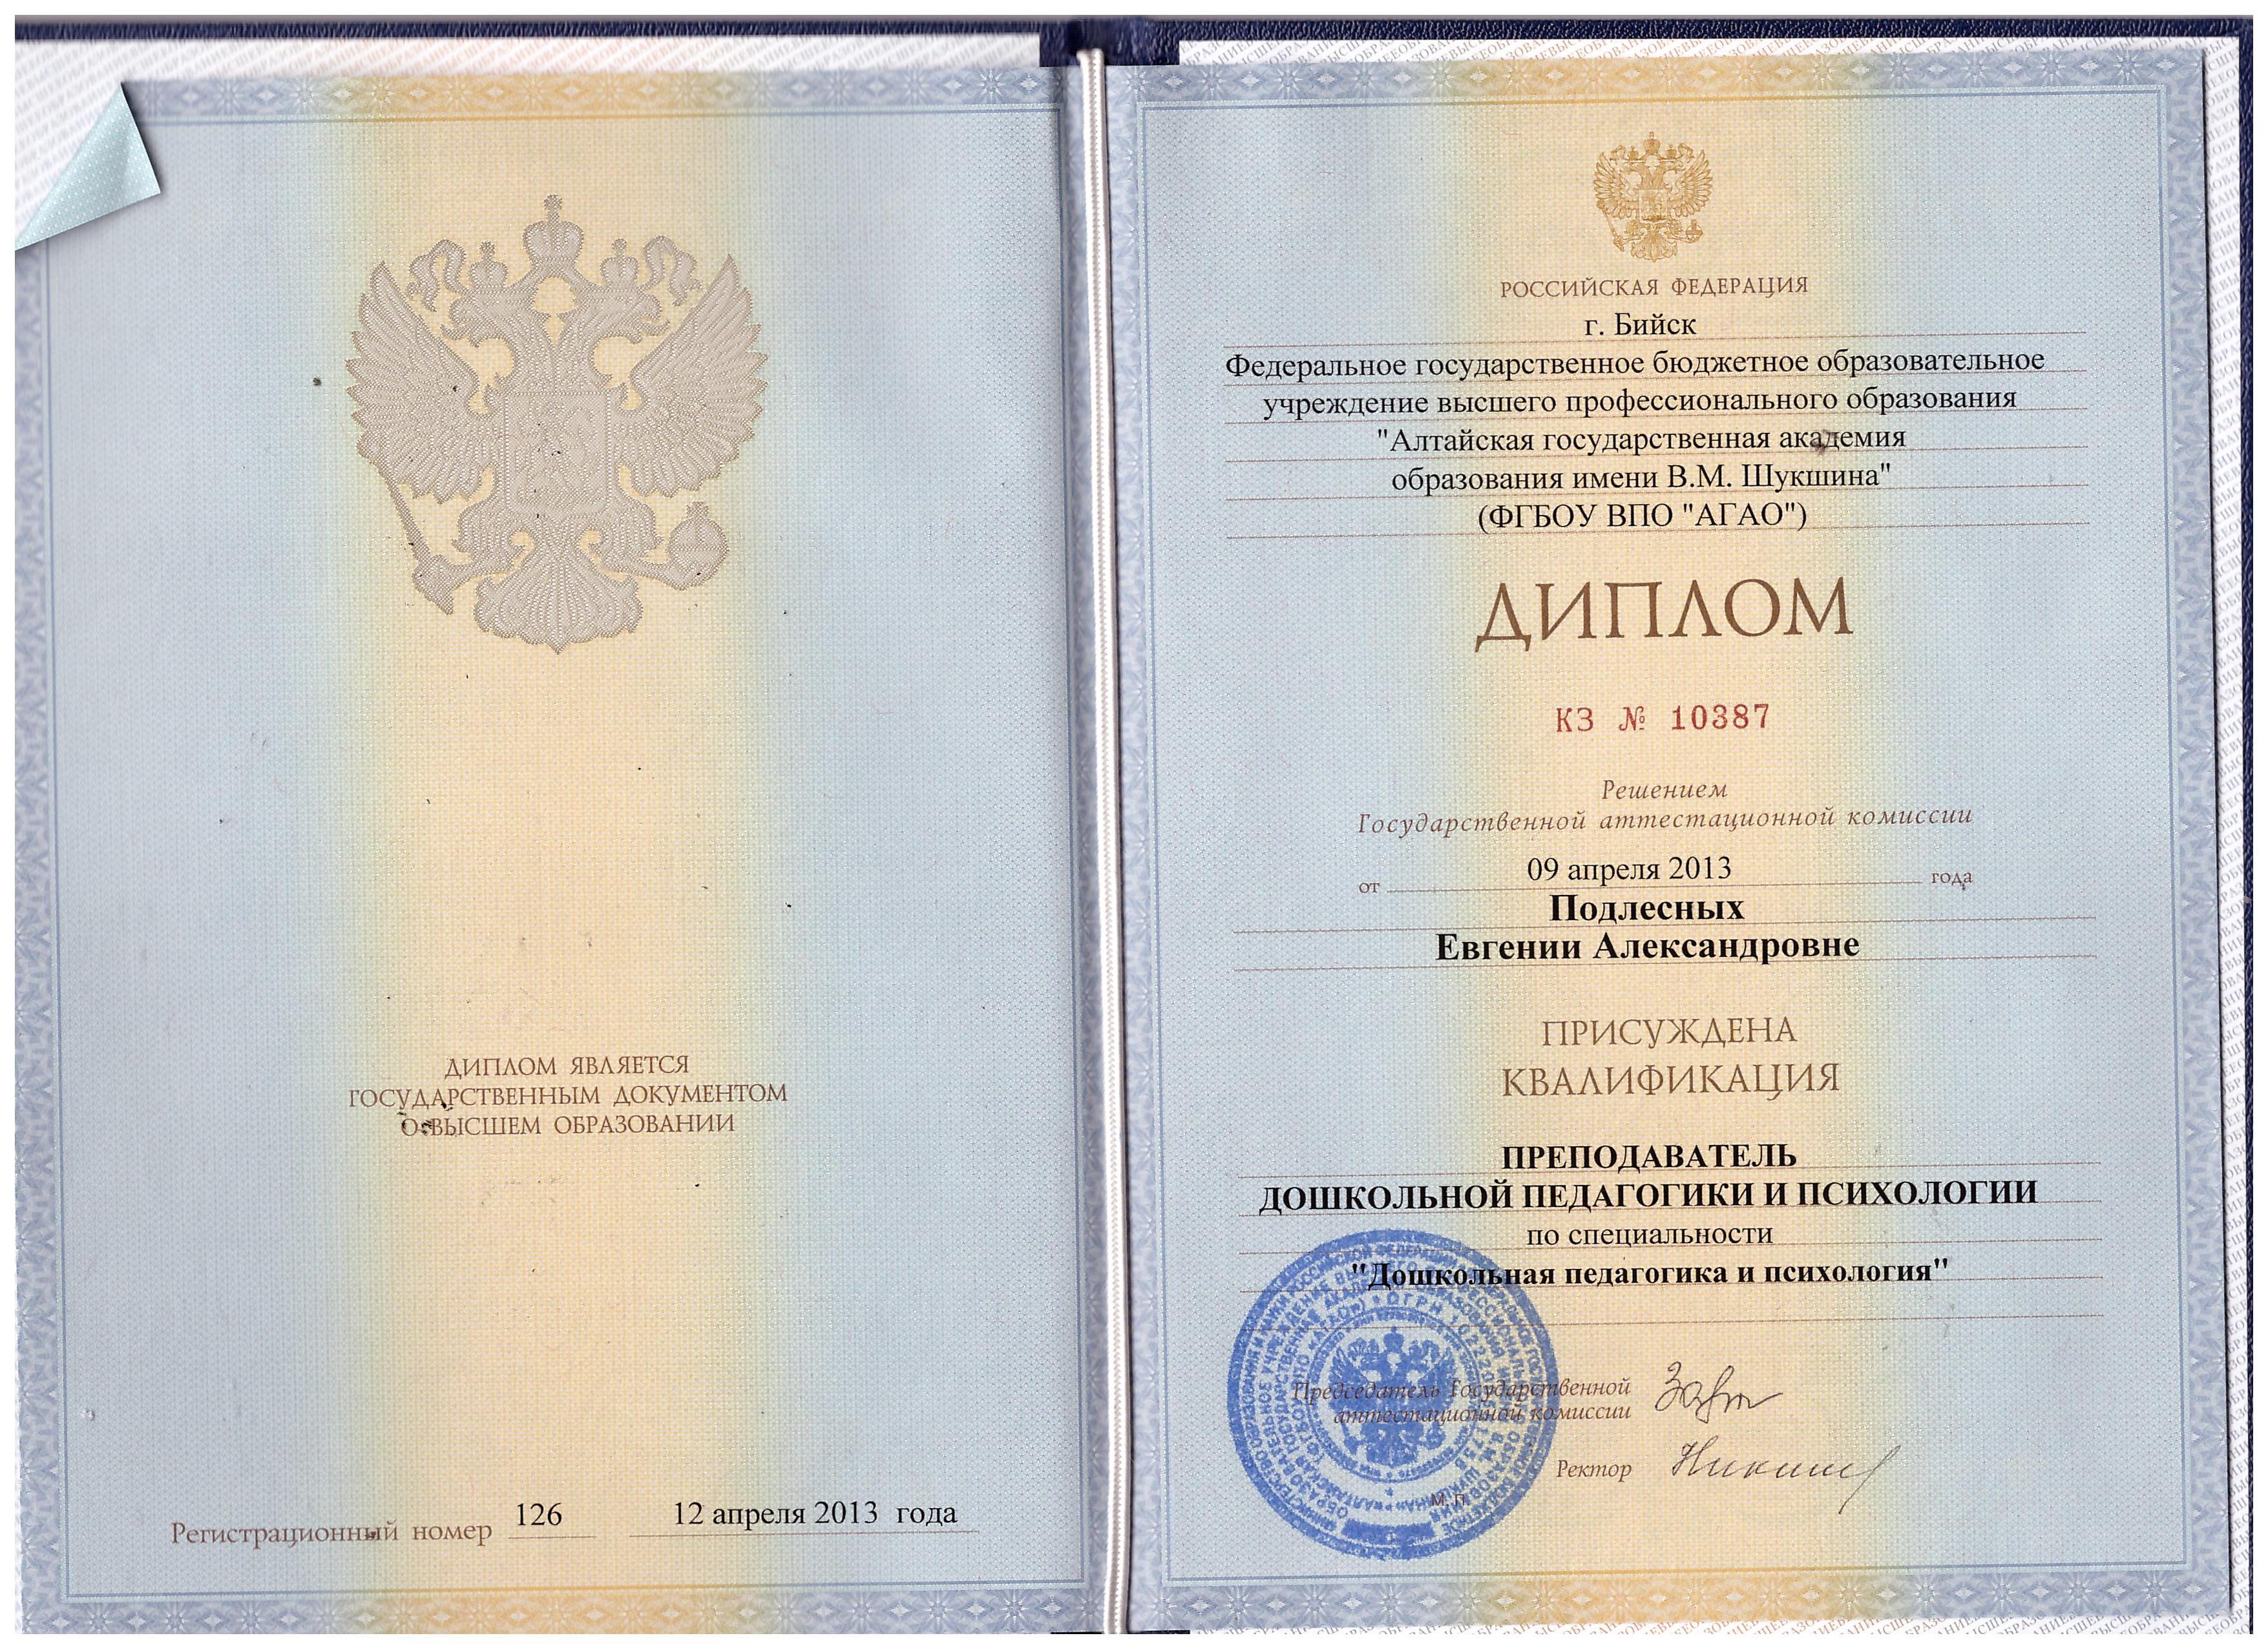 ДИПЛОМ ЯВЛЯЕТСЯ
ГОСУДАРСТВЕННЫМ ДОКУМЕНТОМ
О ВЫСШЕМ ОБРАЗОВАНИИ
Регистрационный номер 126 12 апреля 2013 года
РОССИЙСКАЯ ФЕДЕРАЦИЯ
г. Бийск
Федеральное государственное бюджетное образовательное
учреждение высшего профессионального образования
"Алтайская государственная академия
образования имени В.М. Шукшина"
(ФГБОУ ВПО "АГАО")
ДИПЛОМ
КЗ № 10387
Решением
Государственной аттестационной комиссии
от 09 апреля 2013 года
Подлесных
Евгении Александровне
ПРИСУЖДЕНА
КВАЛИФИКАЦИЯ
ПРЕПОДАВАТЕЛЬ
ДОШКОЛЬНОЙ ПЕДАГОГИКИ И ПСИХОЛОГИИ
по специальности
"Дошкольная педагогика и психология"
Председатель Государственной
аттестационной комиссии
Ректор
М. П.